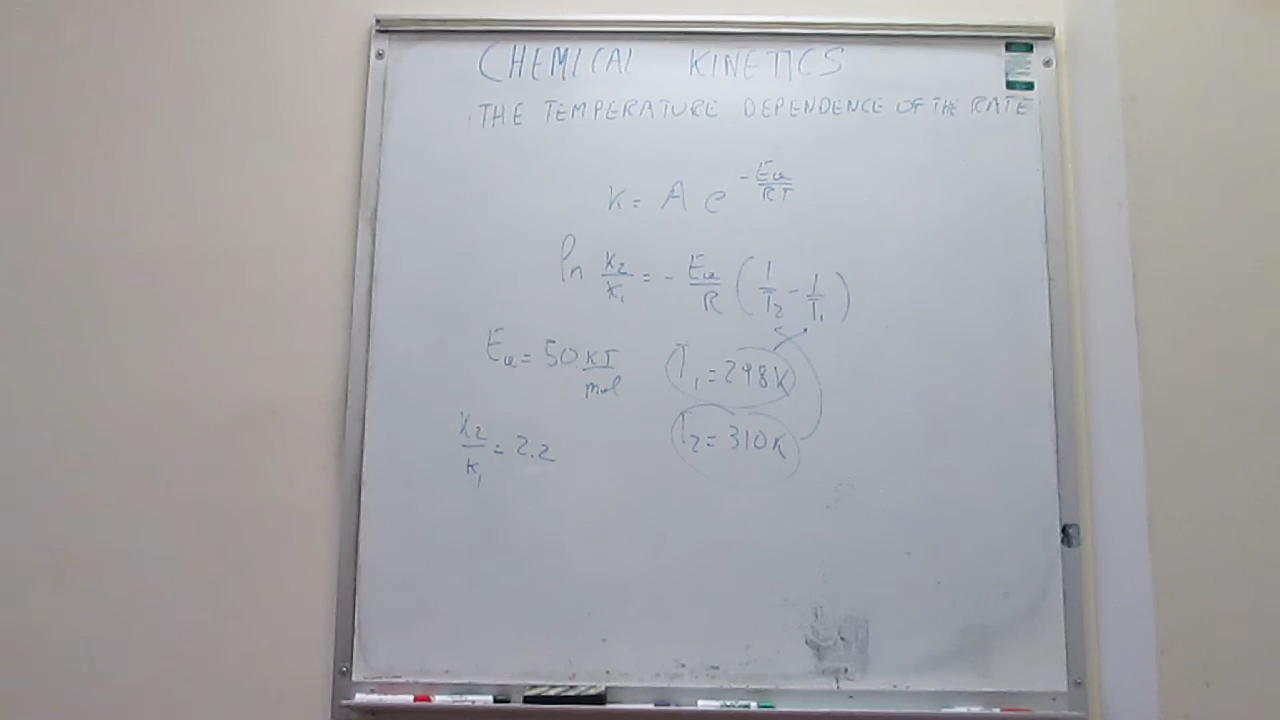 CHEMICAL KINETICS
THE TEMPERATURE DEPENDENCE OF THE RATE
k = A e^(-Ea/RT)
ln k2/k1 = - Ea/R (1/T2 - 1/T1)
Ea = 50 kJ/mol T1 = 298K
k2/k1 = 2.2 T2 = 310K